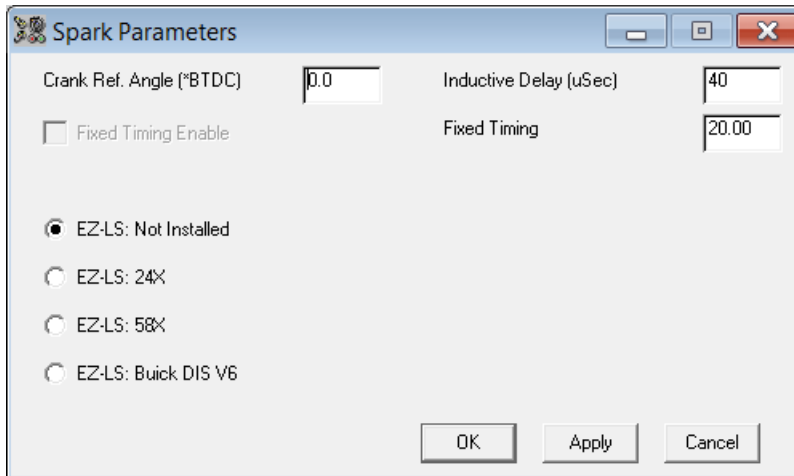 Spark Parameters
Crank Ref. Angle (*BTDC) 0.0 Inductive Delay (uSec) 40
Fixed Timing Enable Fixed Timing 20.00
EZ-LS: Not Installed
EZ-LS: 24X
EZ-LS: 58X
EZ-LS: Buick DIS V6
OK Apply Cancel